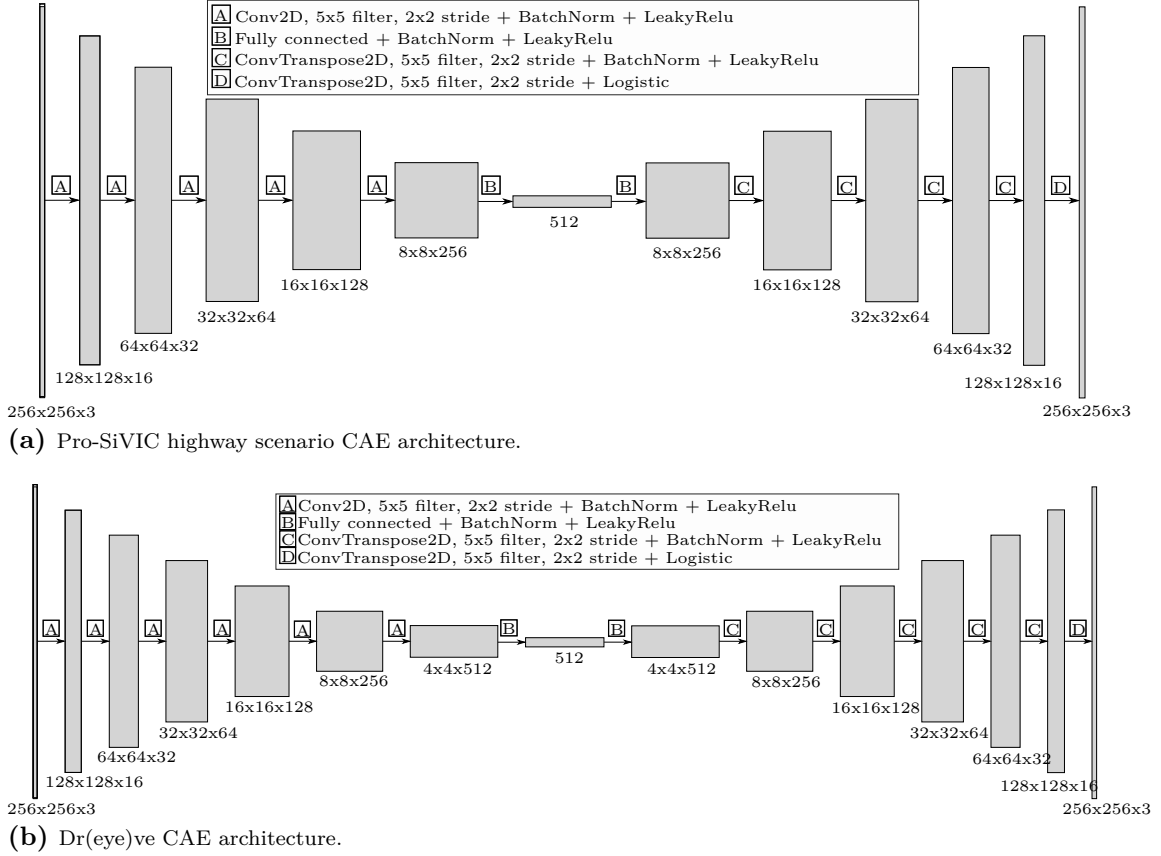 A Conv2D, 5x5 filter, 2x2 stride + BatchNorm + LeakyRelu
B Fully connected + BatchNorm + LeakyRelu
C ConvTranspose2D, 5x5 filter, 2x2 stride + BatchNorm + LeakyRelu
D ConvTranspose2D, 5x5 filter, 2x2 stride + Logistic
A A A A A B B C C C C D
512
8x8x256 8x8x256
16x16x128 16x16x128
32x32x64 32x32x64
64x64x32 64x64x32
128x128x16 128x128x16
256x256x3 256x256x3
(a) Pro-SiVIC highway scenario CAE architecture.
A Conv2D, 5x5 filter, 2x2 stride + BatchNorm + LeakyRelu
B Fully connected + BatchNorm + LeakyRelu
C ConvTranspose2D, 5x5 filter, 2x2 stride + BatchNorm + LeakyRelu
D ConvTranspose2D, 5x5 filter, 2x2 stride + Logistic
A A A A A A B B C C C C C D
512
4x4x512 4x4x512
8x8x256 8x8x256
16x16x128 16x16x128
32x32x64 32x32x64
64x64x32 64x64x32
128x128x16 128x128x16
256x256x3 256x256x3
(b) Dr(eye)ve CAE architecture.